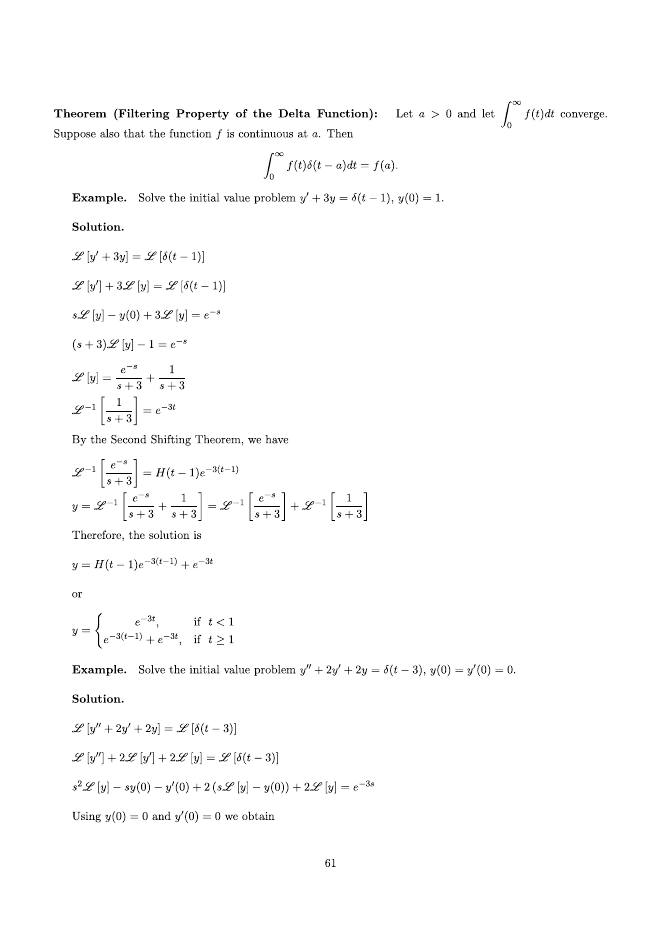 Theorem (Filtering Property of the Delta Function): Let a > 0 and let ∫₀^∞ f(t)dt converge.
Suppose also that the function f is continuous at a. Then
∫₀^∞ f(t)δ(t − a)dt = f(a).
Example. Solve the initial value problem y′ + 3y = δ(t − 1), y(0) = 1.
Solution.
ℒ [y′ + 3y] = ℒ [δ(t − 1)]
ℒ [y′] + 3ℒ [y] = ℒ [δ(t − 1)]
sℒ [y] − y(0) + 3ℒ [y] = e^{−s}
(s + 3)ℒ [y] − 1 = e^{−s}
ℒ [y] = e^{−s}/(s + 3) + 1/(s + 3)
ℒ^{−1} [1/(s + 3)] = e^{−3t}
By the Second Shifting Theorem, we have
ℒ^{−1} [e^{−s}/(s + 3)] = H(t − 1)e^{−3(t−1)}
y = ℒ^{−1} [e^{−s}/(s + 3) + 1/(s + 3)] = ℒ^{−1} [e^{−s}/(s + 3)] + ℒ^{−1} [1/(s + 3)]
Therefore, the solution is
y = H(t − 1)e^{−3(t−1)} + e^{−3t}
or
y = { e^{−3t}, if t < 1
e^{−3(t−1)} + e^{−3t}, if t ≥ 1
Example. Solve the initial value problem y″ + 2y′ + 2y = δ(t − 3), y(0) = y′(0) = 0.
Solution.
ℒ [y″ + 2y′ + 2y] = ℒ [δ(t − 3)]
ℒ [y″] + 2ℒ [y′] + 2ℒ [y] = ℒ [δ(t − 3)]
s²ℒ [y] − sy(0) − y′(0) + 2 (sℒ [y] − y(0)) + 2ℒ [y] = e^{−3s}
Using y(0) = 0 and y′(0) = 0 we obtain
61